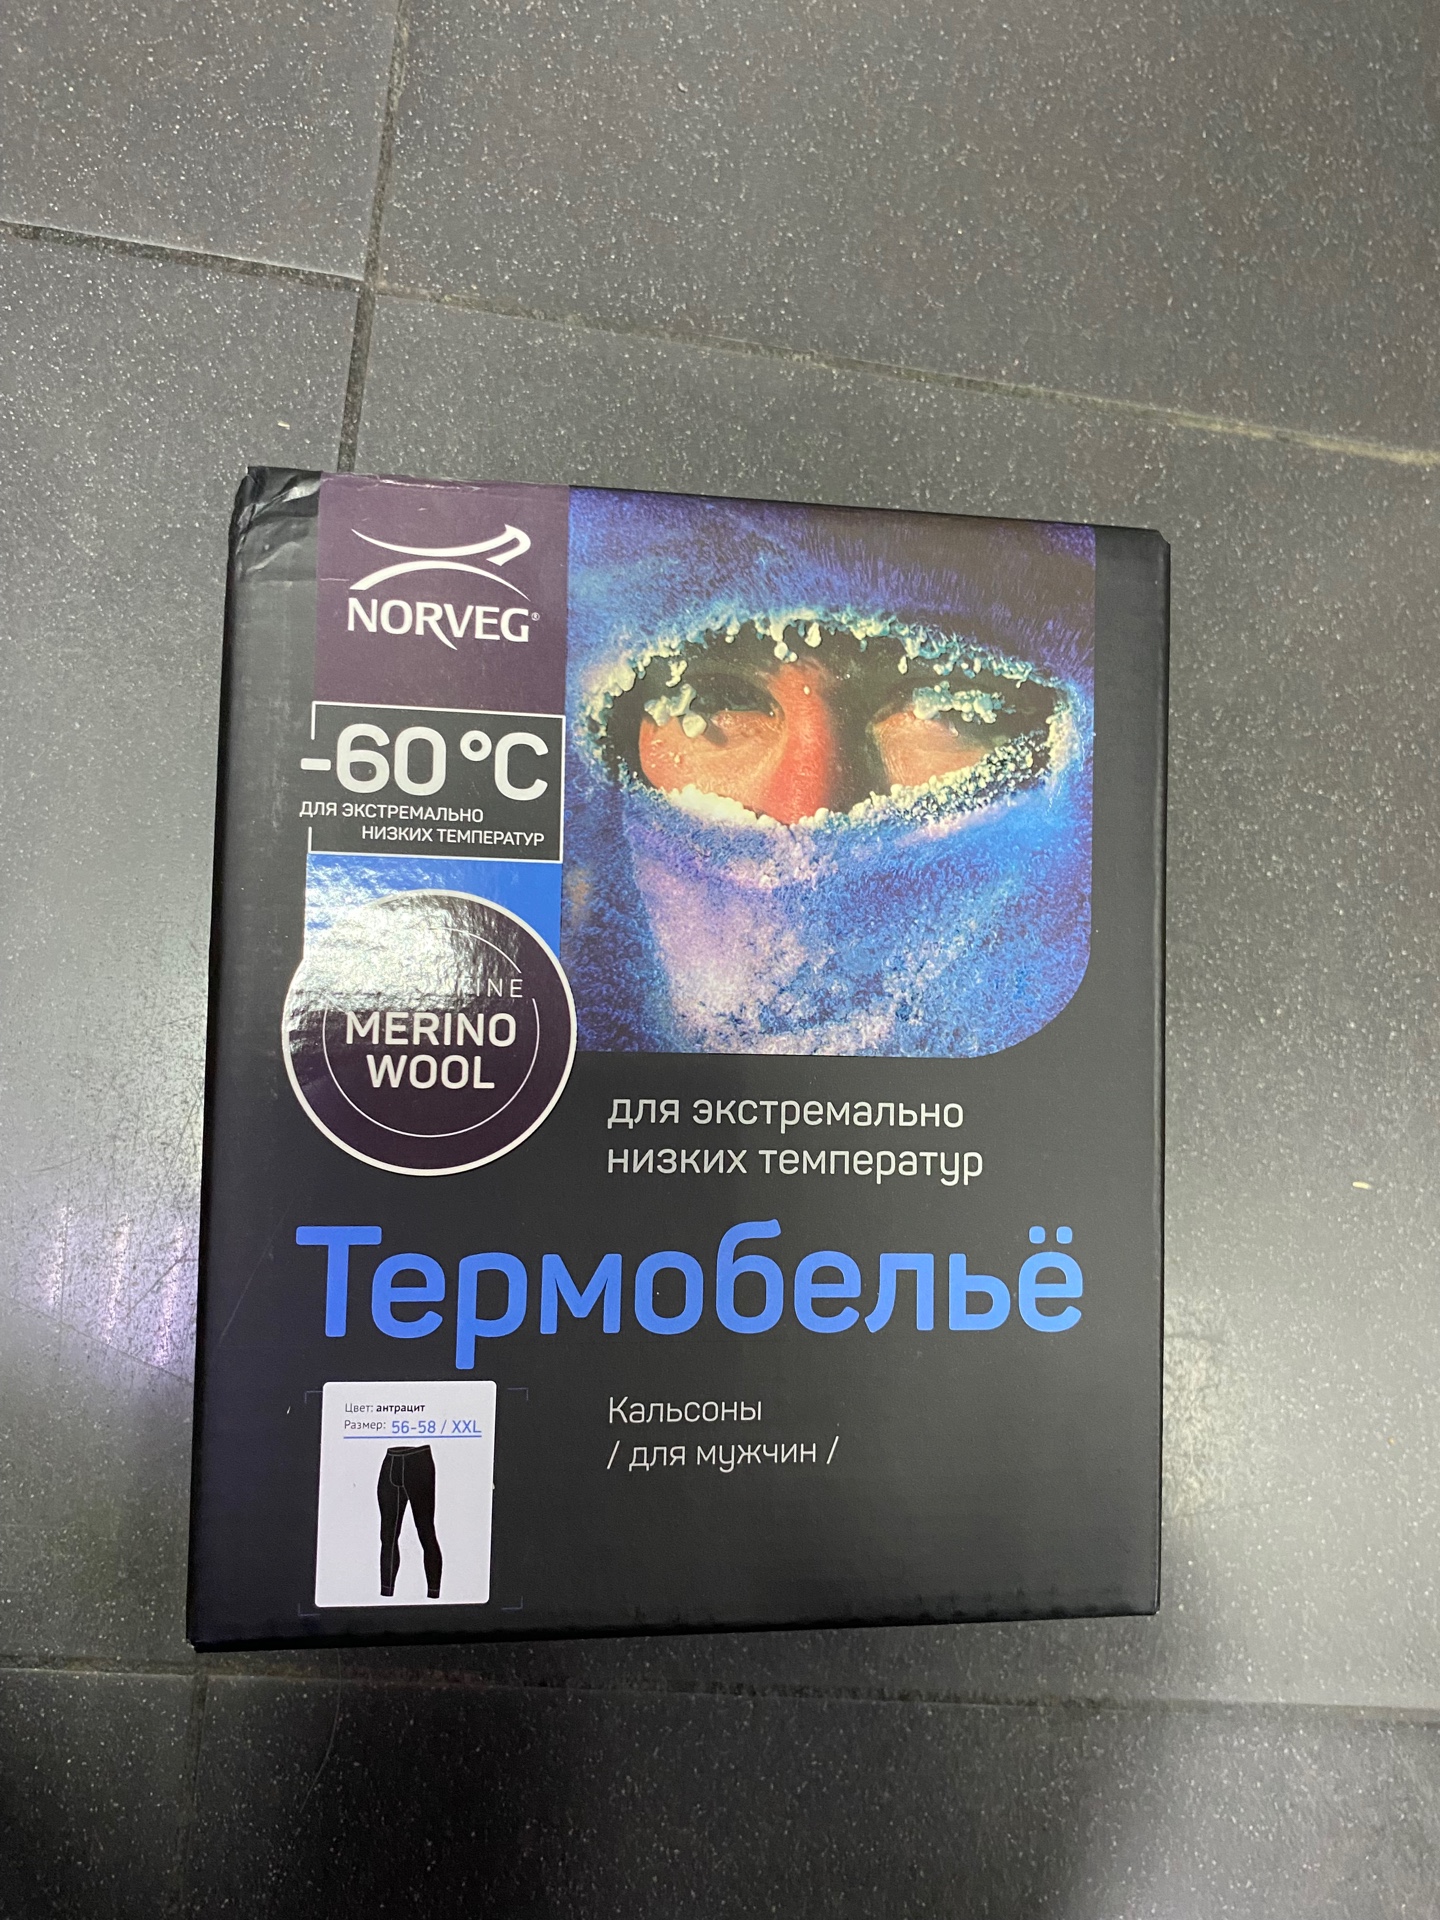 NORVEG®
-60°C
ДЛЯ ЭКСТРЕМАЛЬНО
НИЗКИХ ТЕМПЕРАТУР
MERINO
WOOL
для экстремально
низких температур
Термобельё
Цвет: антрацит
Размер: 56-58 / XXL
Кальсоны
/ для мужчин /